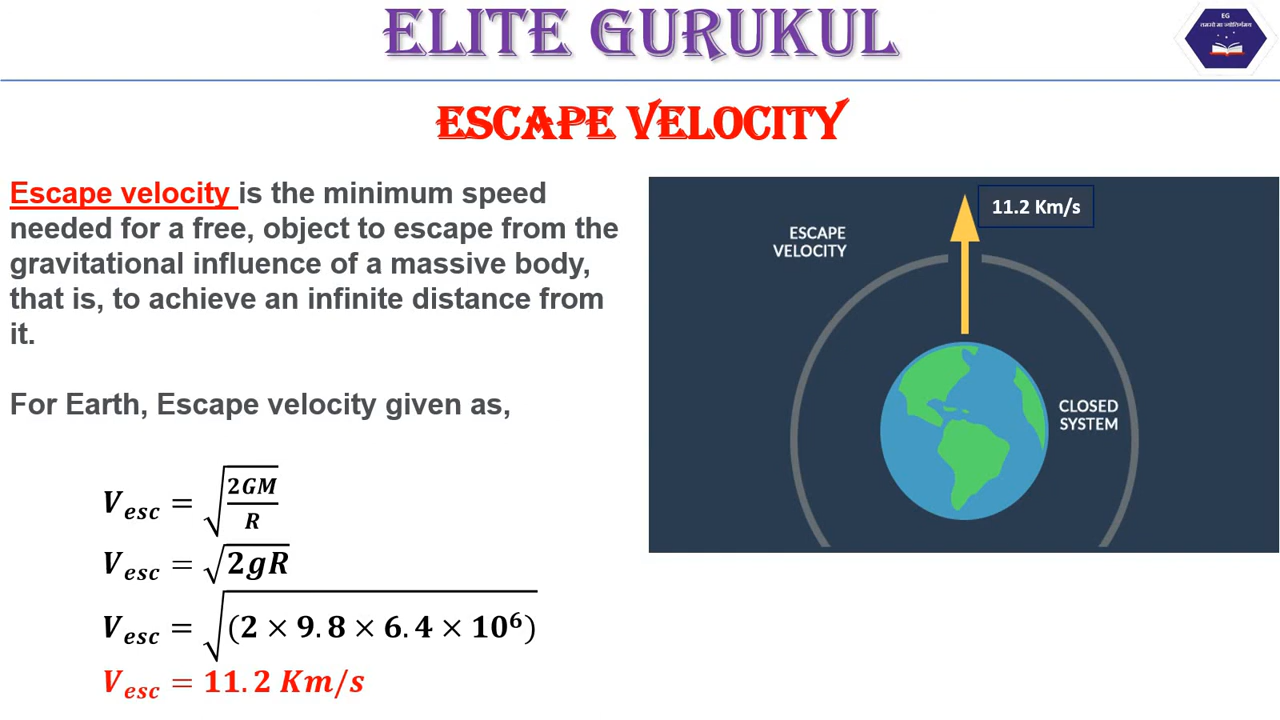 ELITE GURUKUL
EG
तमसो मा ज्योतिर्गमय
ESCAPE VELOCITY
Escape velocity is the minimum speed
needed for a free, object to escape from the
gravitational influence of a massive body,
that is, to achieve an infinite distance from
it.
For Earth, Escape velocity given as,
V_esc = √(2GM/R)
V_esc = √(2gR)
V_esc = √((2 × 9.8 × 6.4 × 10⁶))
V_esc = 11.2 Km/s
11.2 Km/s
ESCAPE
VELOCITY
CLOSED
SYSTEM